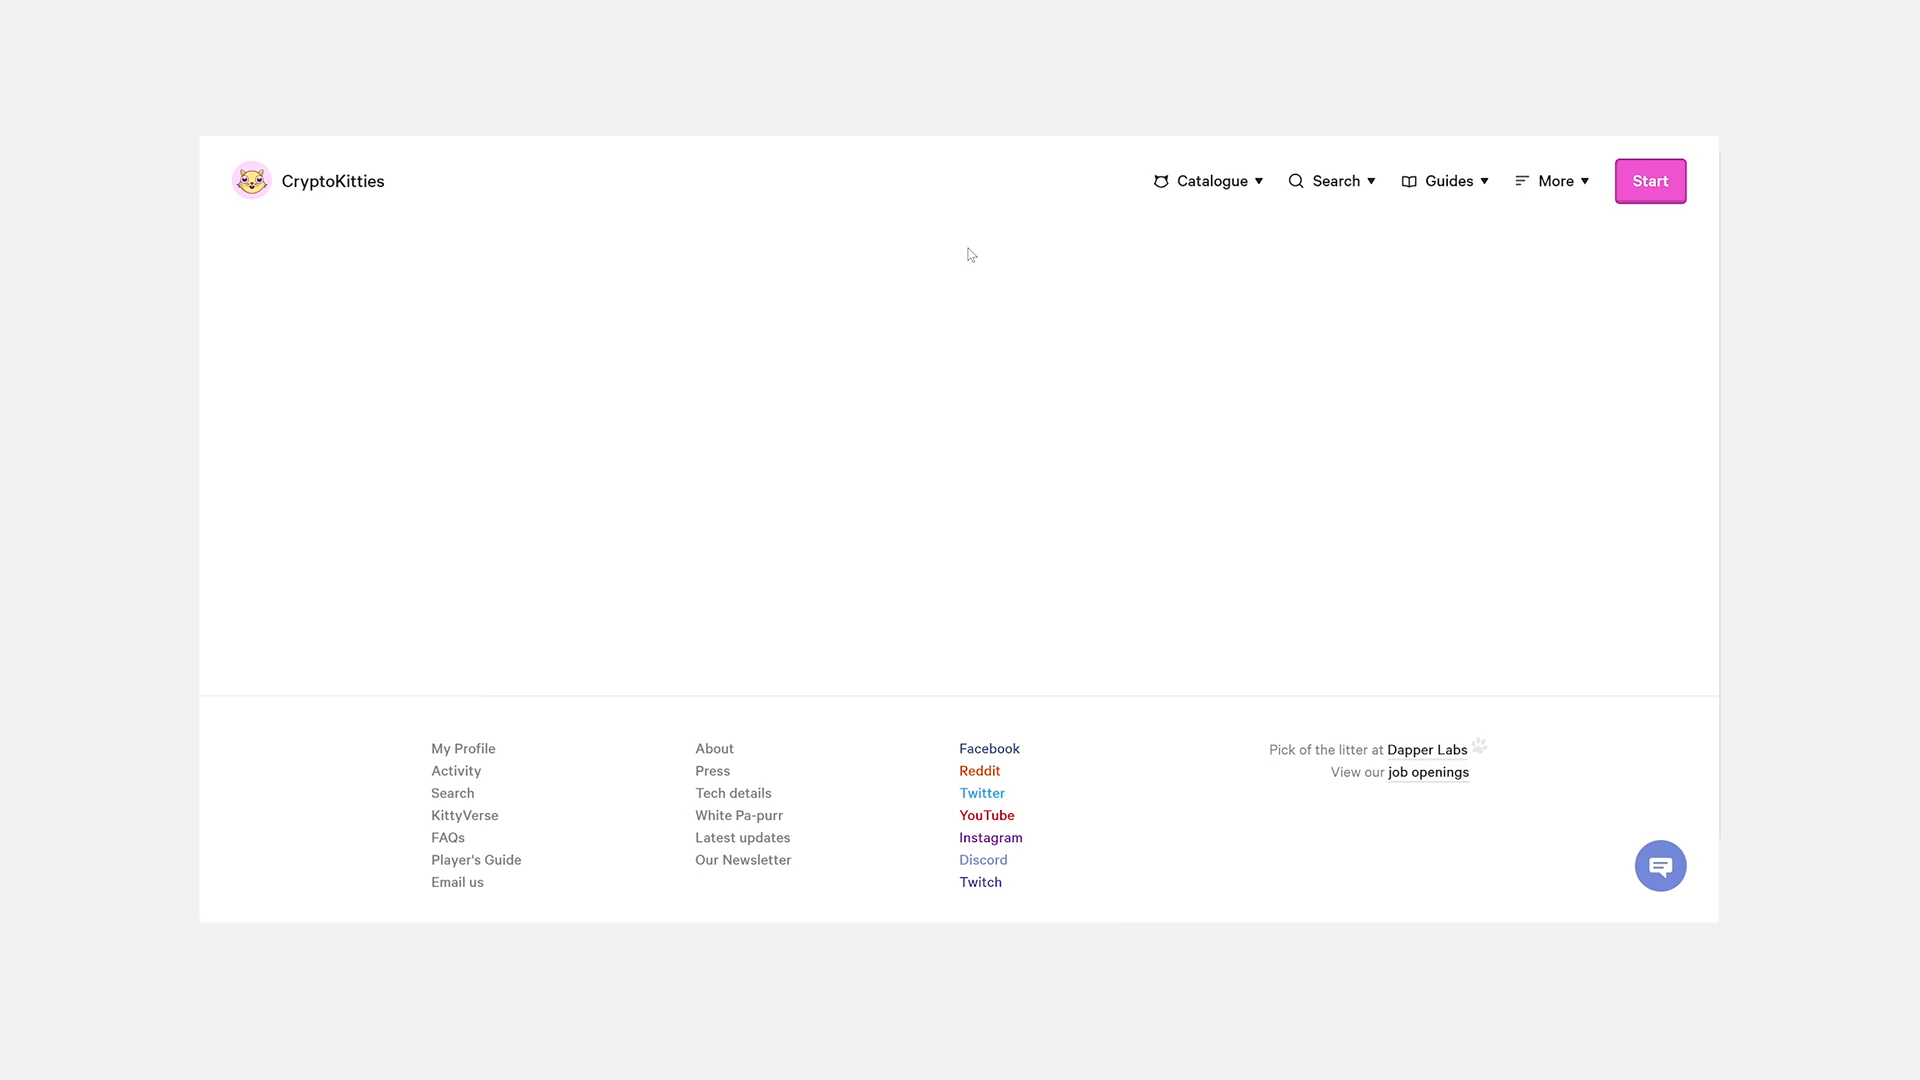 CryptoKitties
Catalogue
Search
Guides
More
Start
My Profile
Activity
Search
KittyVerse
FAQs
Player's Guide
Email us
About
Press
Tech details
White Pa-purr
Latest updates
Our Newsletter
Facebook
Reddit
Twitter
YouTube
Instagram
Discord
Twitch
Pick of the litter at Dapper Labs
View our job openings